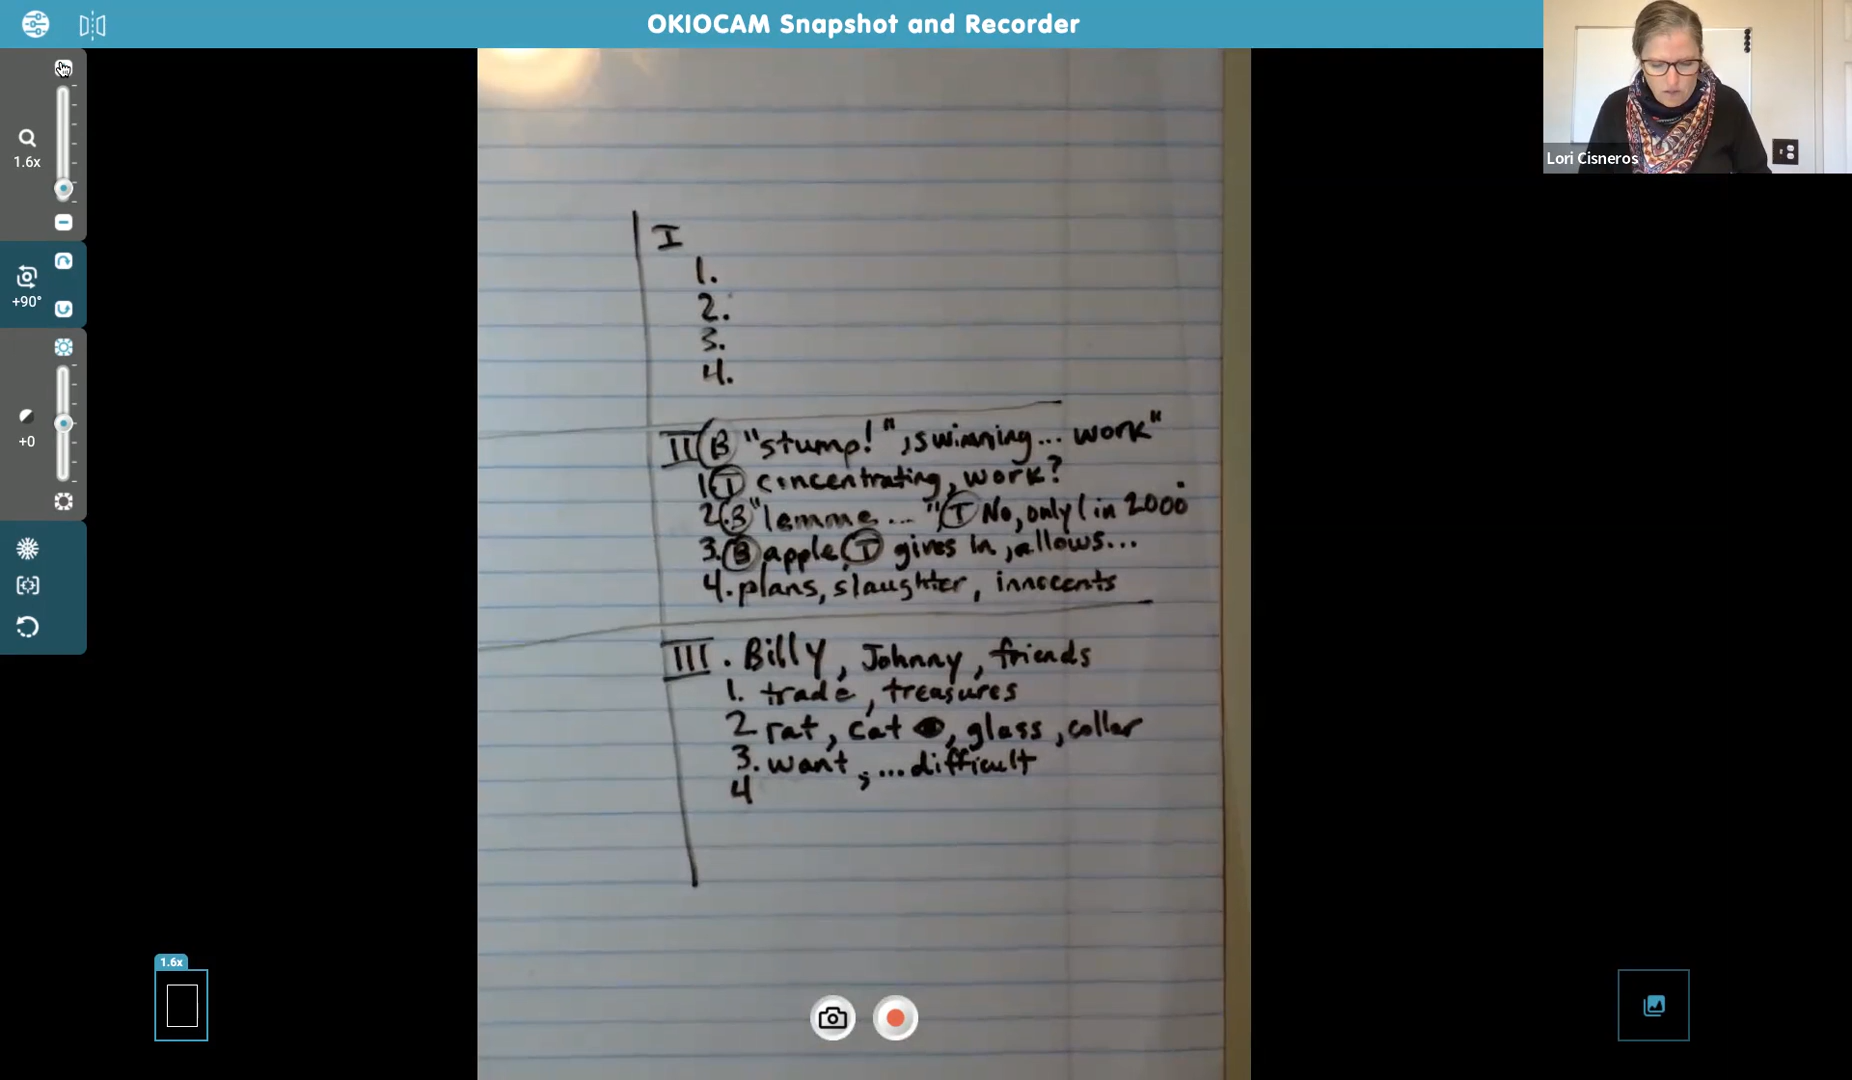 OKIOCAM Snapshot and Recorder
Lori Cisneros
1.6x
+90°
+0
I
1.
2.
3.
4.
II (B) "stump!", swimming... work"
1(T) concentrating, work?
2.(B) "lemme... " (T) No, only 1 in 2000
3.(B) apple, (T) gives in, allows...
4. plans, slaughter, innocents
III. Billy, Johnny, friends
1. trade, treasures
2 rat, cat 👁, glass, collar
3. want, ...difficult
4
1.6x